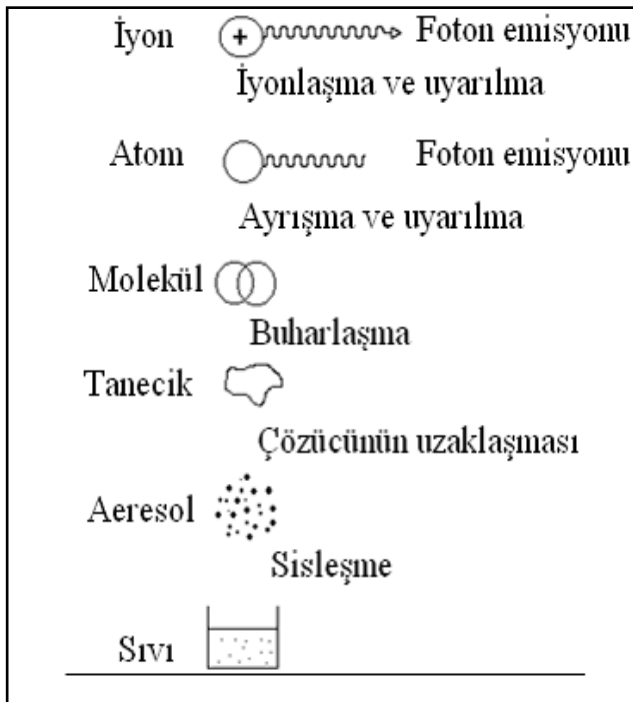 İyon + Foton emisyonu
İyonlaşma ve uyarılma
Atom Foton emisyonu
Ayrışma ve uyarılma
Molekül
Buharlaşma
Tanecik
Çözücünün uzaklaşması
Aeresol
Sisleşme
Sıvı